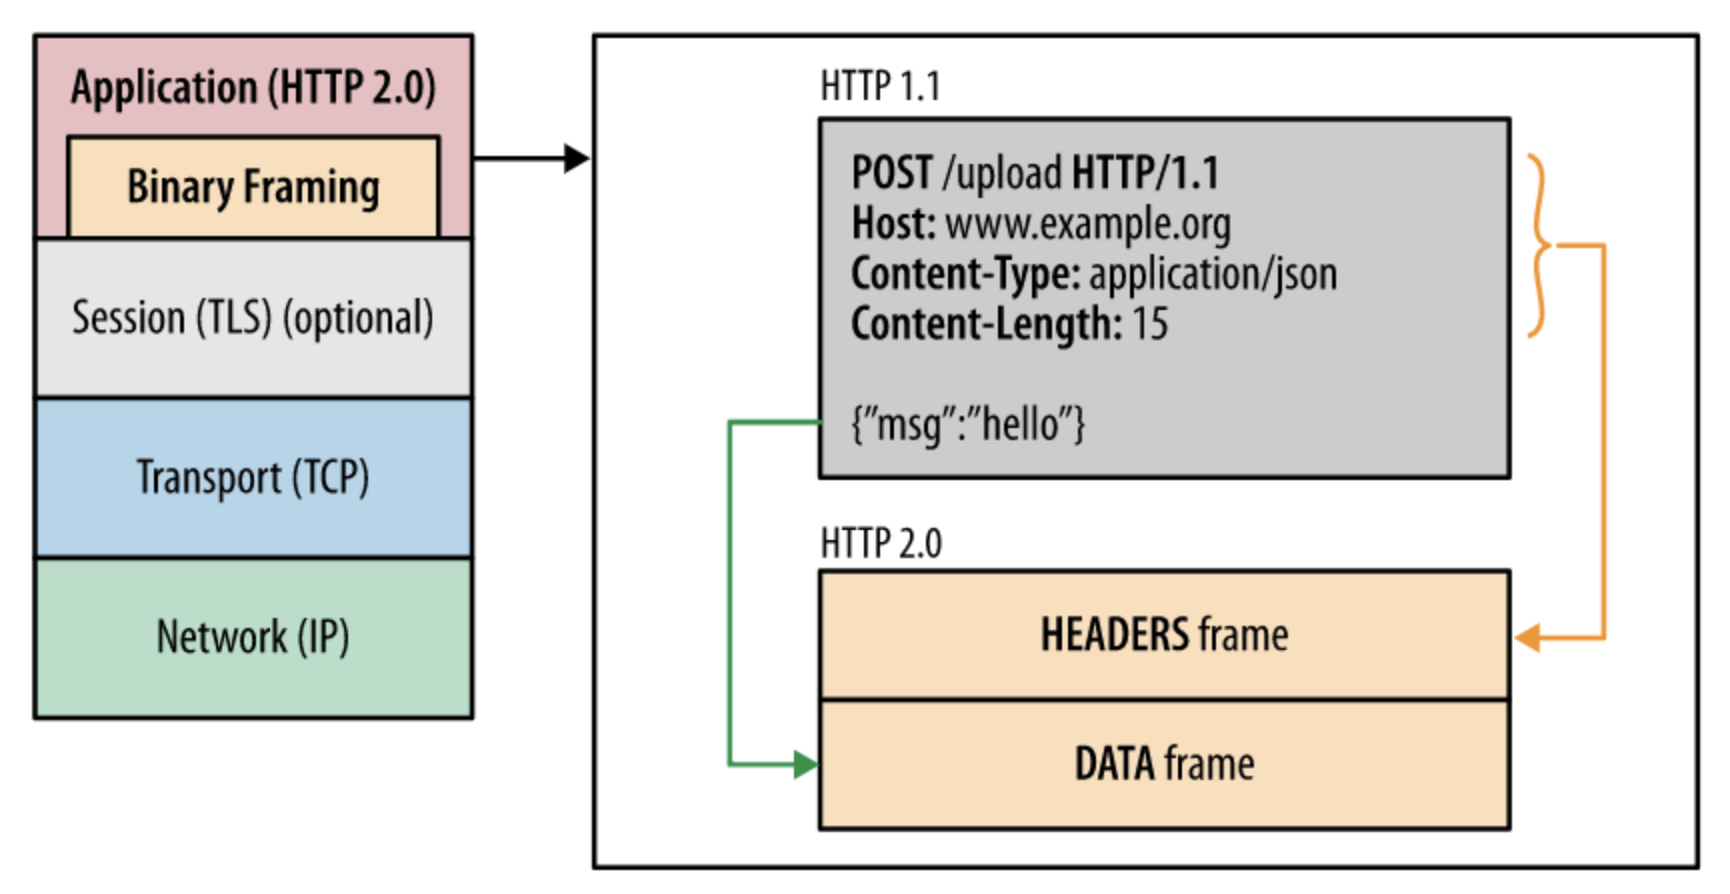 Application (HTTP 2.0)
Binary Framing
Session (TLS) (optional)
Transport (TCP)
Network (IP)
HTTP 1.1
POST /upload HTTP/1.1
Host: www.example.org
Content-Type: application/json
Content-Length: 15
{”msg”:”hello”}
HTTP 2.0
HEADERS frame
DATA frame